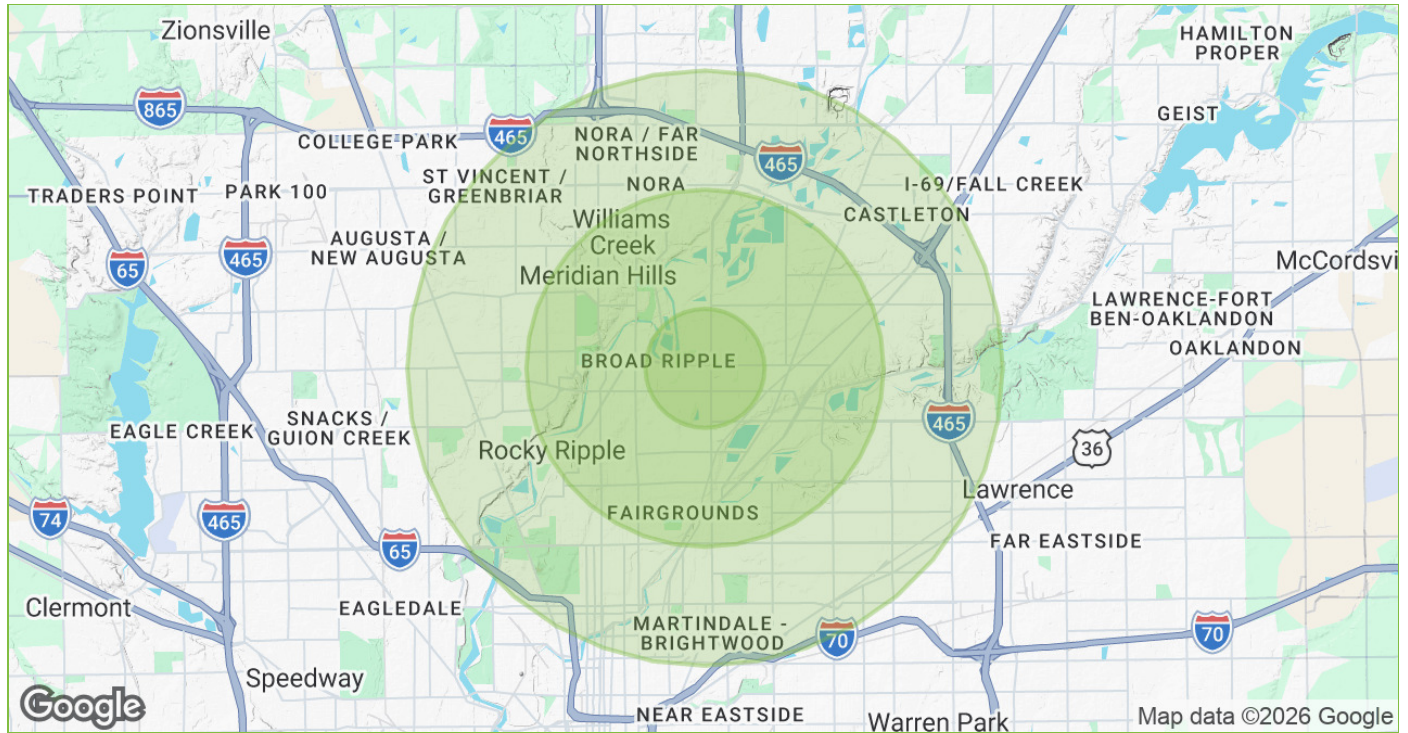 Zionsville
HAMILTON
PROPER
865
GEIST
465
NORA / FAR
NORTHSIDE
COLLEGE PARK
465
ST VINCENT /
GREENBRIAR
NORA
I-69/FALL CREEK
TRADERS POINT
PARK 100
CASTLETON
Williams
Creek
AUGUSTA /
NEW AUGUSTA
465
65
Meridian Hills
McCordsvi
LAWRENCE-FORT
BEN-OAKLANDON
OAKLANDON
BROAD RIPPLE
SNACKS /
GUION CREEK
EAGLE CREEK
465
36
Rocky Ripple
Lawrence
74
465
FAIRGROUNDS
65
FAR EASTSIDE
Clermont
EAGLEDALE
MARTINDALE -
BRIGHTWOOD
70
70
Speedway
Google
NEAR EASTSIDE
Warren Park
Map data ©2026 Google